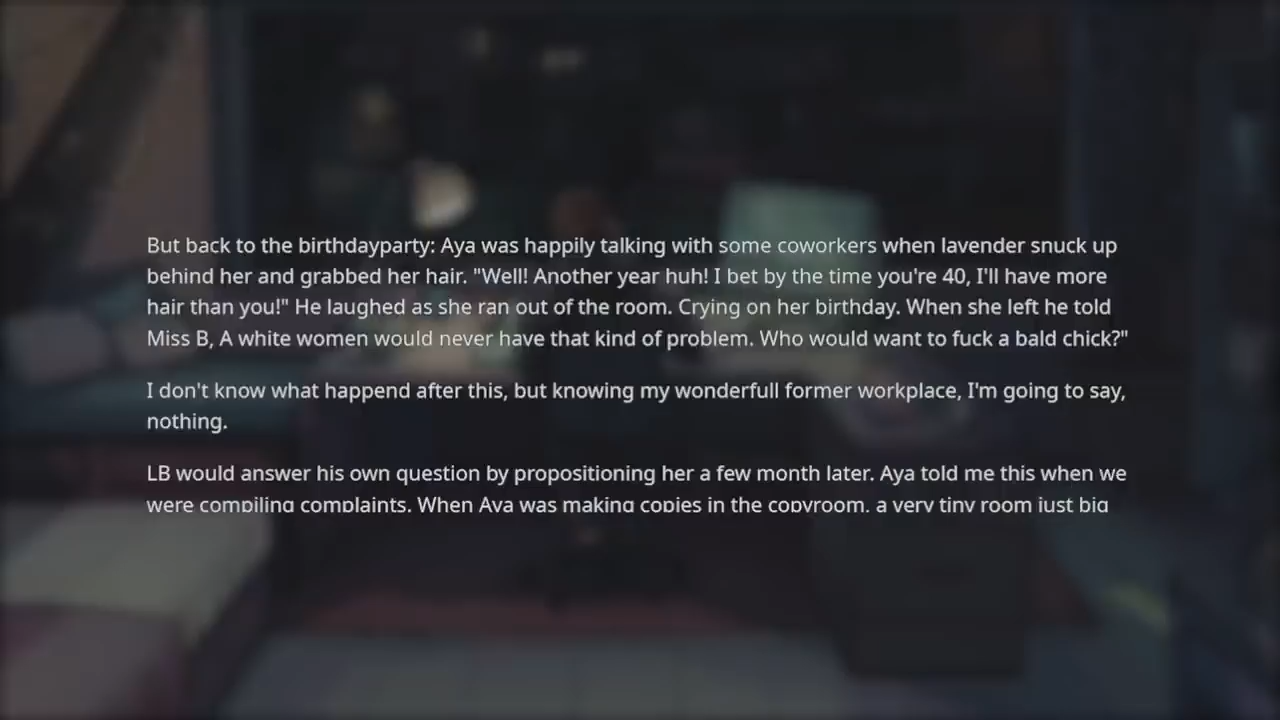 But back to the birthdayparty: Aya was happily talking with some coworkers when lavender snuck up
behind her and grabbed her hair. "Well! Another year huh! I bet by the time you're 40, I'll have more
hair than you!" He laughed as she ran out of the room. Crying on her birthday. When she left he told
Miss B, A white women would never have that kind of problem. Who would want to fuck a bald chick?"
I don't know what happend after this, but knowing my wonderfull former workplace, I'm going to say,
nothing.
LB would answer his own question by propositioning her a few month later. Aya told me this when we
were compiling complaints. When Aya was making copies in the copyroom, a very tiny room just big